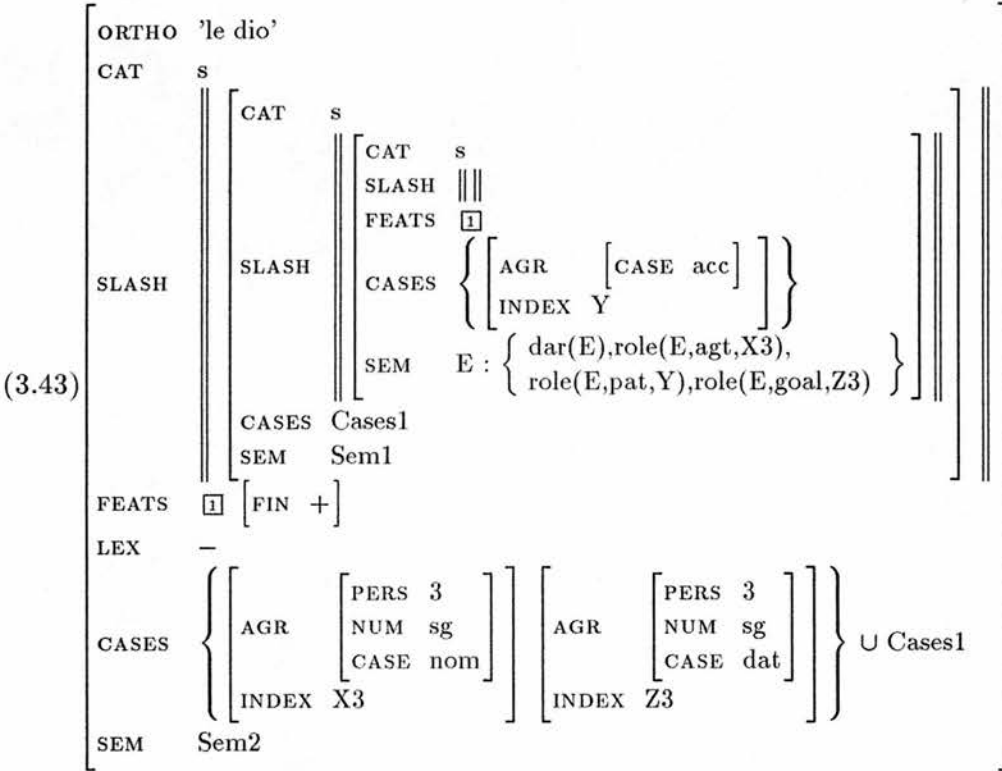 ORTHO 'le dio'
CAT s
CAT s
CAT s
SLASH
FEATS 1
SLASH SLASH CASES { AGR [CASE acc]
INDEX Y }
(3.43) SEM E : { dar(E),role(E,agt,X3),
role(E,pat,Y),role(E,goal,Z3) }
CASES Cases1
SEM Sem1
FEATS 1 [FIN +]
LEX −
CASES { AGR [PERS 3 NUM sg CASE nom] INDEX X3 AGR [PERS 3 NUM sg CASE dat] INDEX Z3 } ∪ Cases1
SEM Sem2